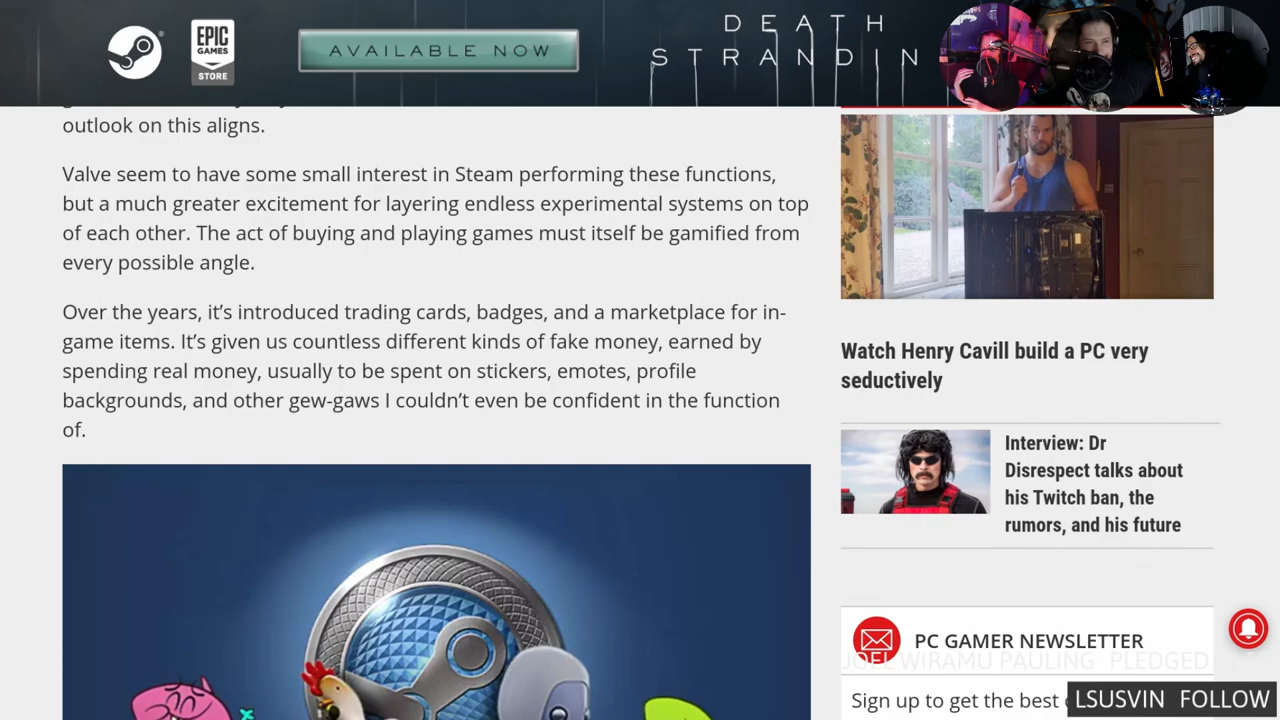 DEATH
STRANDIN
EPIC
GAMES
STORE
AVAILABLE NOW
outlook on this aligns.
Valve seem to have some small interest in Steam performing these functions,
but a much greater excitement for layering endless experimental systems on top
of each other. The act of buying and playing games must itself be gamified from
every possible angle.
Over the years, it’s introduced trading cards, badges, and a marketplace for in-
game items. It’s given us countless different kinds of fake money, earned by
spending real money, usually to be spent on stickers, emotes, profile
backgrounds, and other gew-gaws I couldn’t even be confident in the function
of.
Watch Henry Cavill build a PC very
seductively
Interview: Dr
Disrespect talks about
his Twitch ban, the
rumors, and his future
PC GAMER NEWSLETTER
JOEL WIRAMU PAULING PLEDGED
Sign up to get the best
LSUSVIN FOLLOW